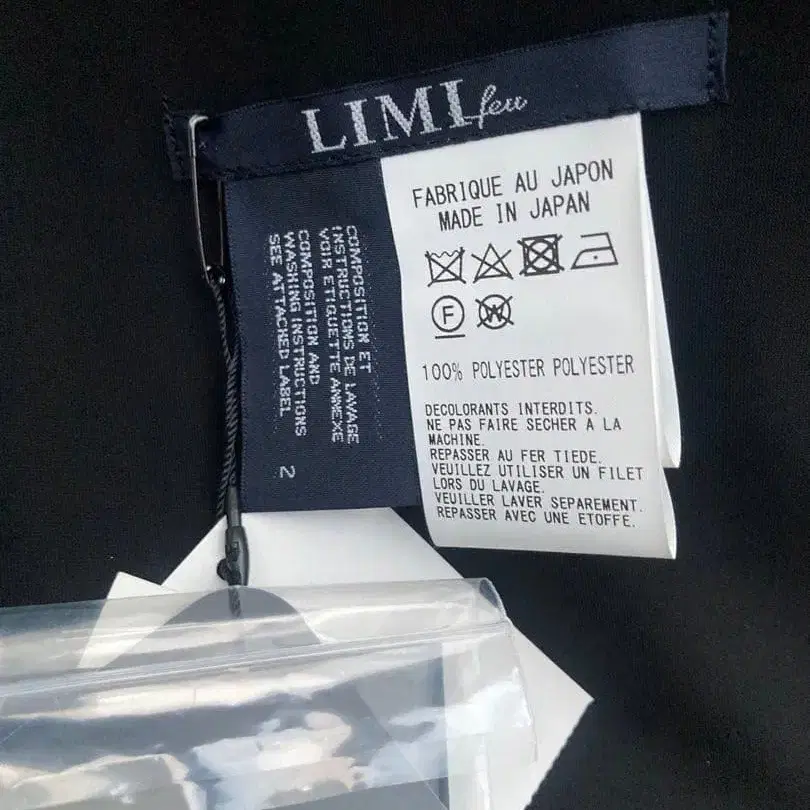 LIMI feu
FABRIQUE AU JAPON
MADE IN JAPAN
F
W
100% POLYESTER POLYESTER
DECOLORANTS INTERDITS.
NE PAS FAIRE SECHER A LA
MACHINE.
REPASSER AU FER TIEDE.
VEUILLEZ UTILISER UN FILET
LORS DU LAVAGE.
VEUILLER LAVER SEPAREMENT.
REPASSER AVEC UNE ETOFFE.
COMPOSITION ET
INSTRUCTIONS DE LAVAGE
VOIR ETIQUETTE ANNEXE
COMPOSITION AND
WASHING INSTRUCTIONS
SEE ATTACHED LABEL
2